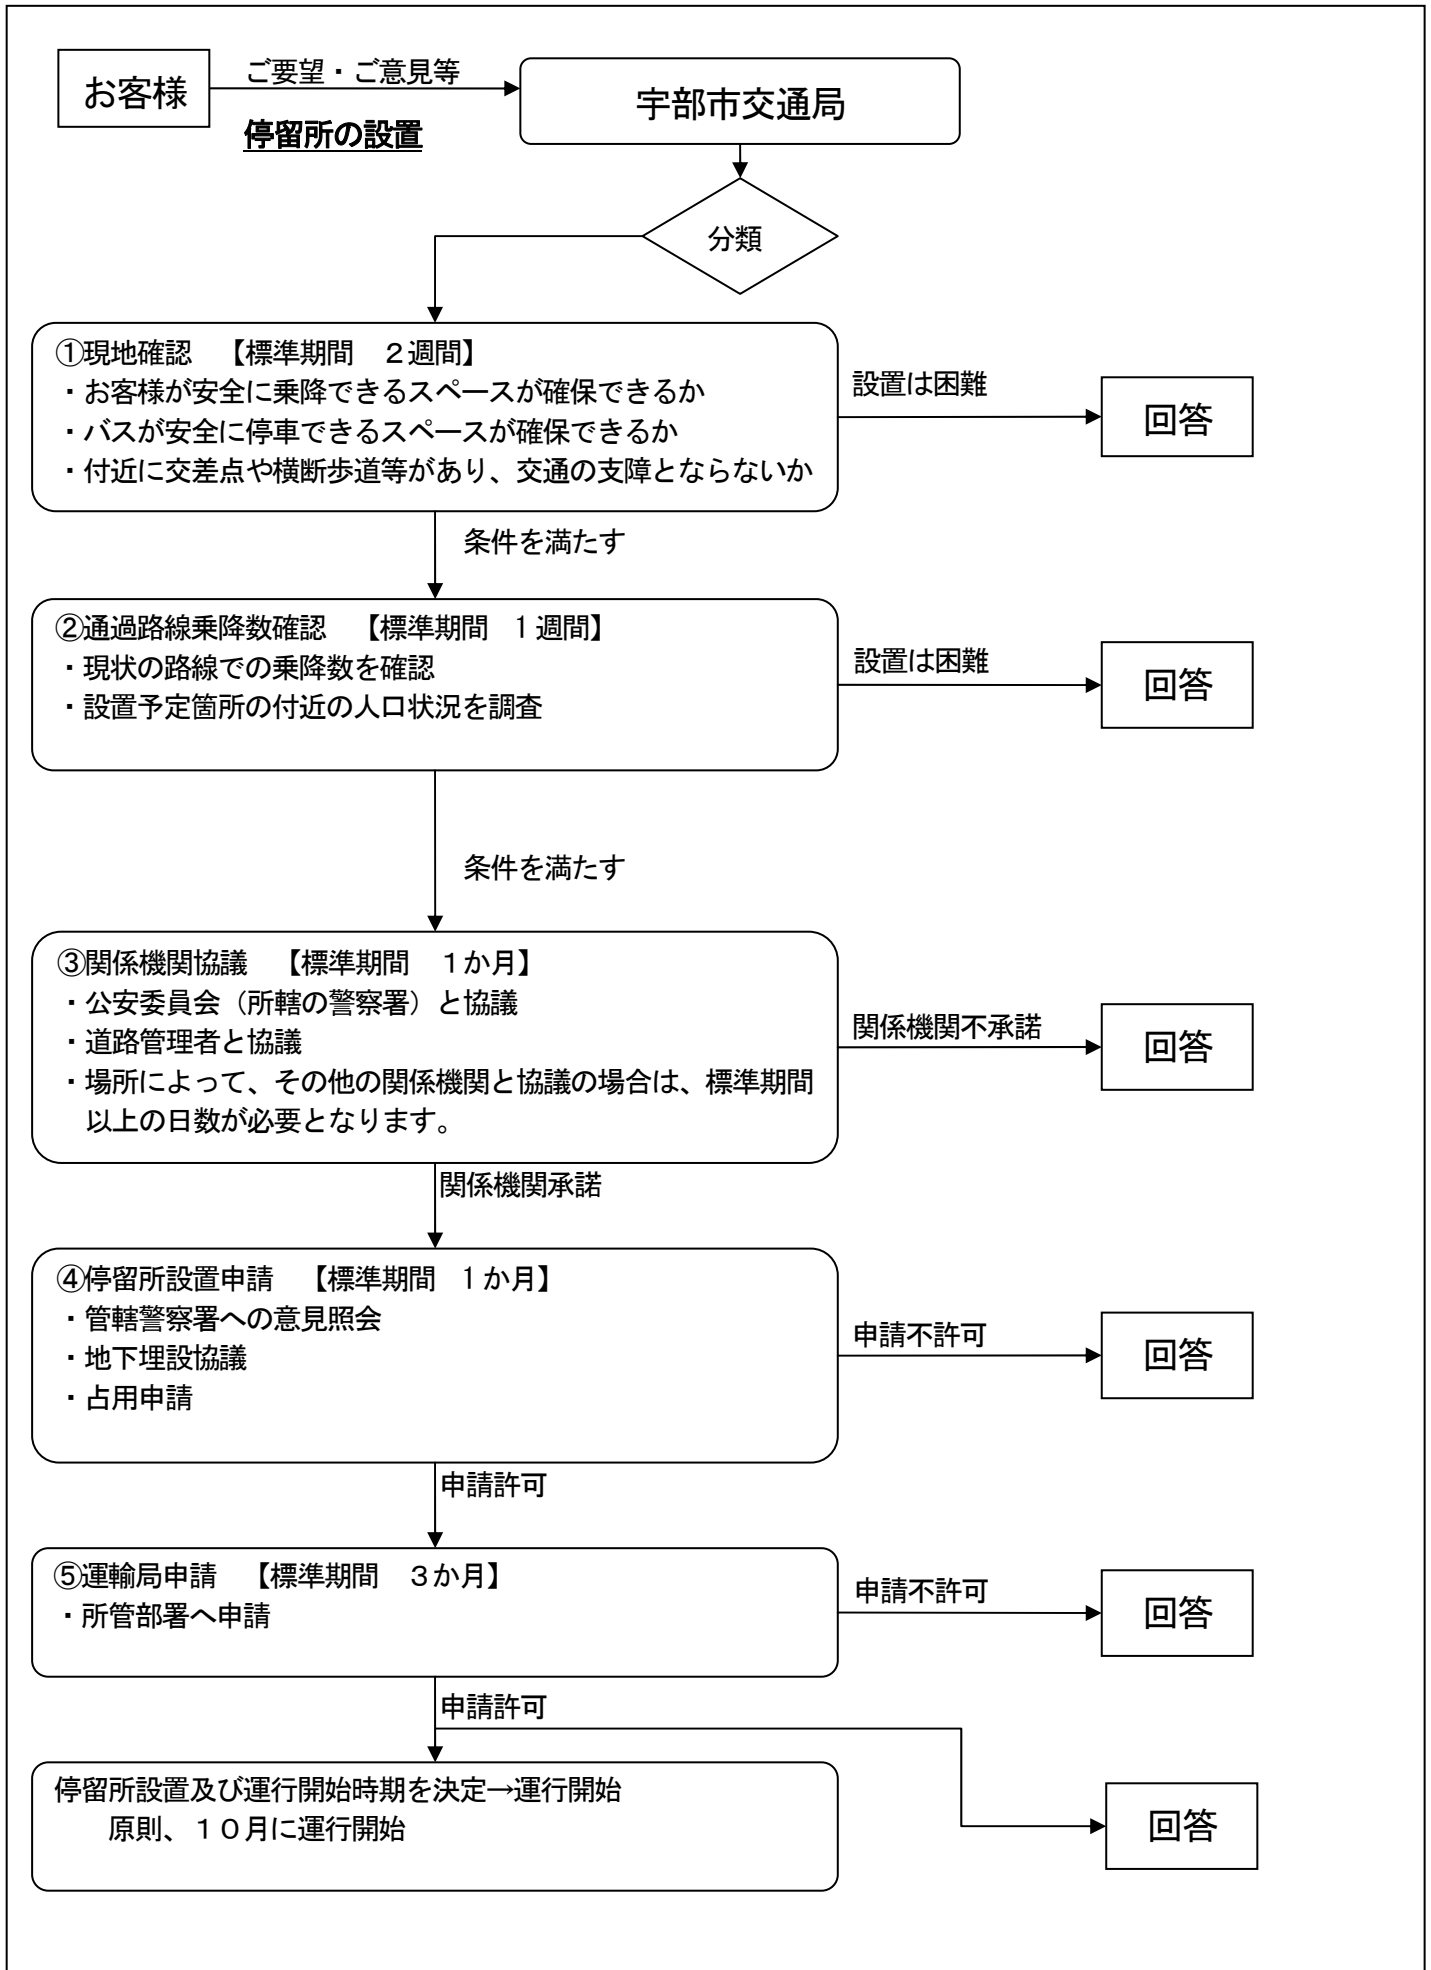 お客様
ご要望・ご意見等
停留所の設置
宇部市交通局
分類
①現地確認　【標準期間　２週間】
・お客様が安全に乗降できるスペースが確保できるか
・バスが安全に停車できるスペースが確保できるか
・付近に交差点や横断歩道等があり、交通の支障とならないか
設置は困難
回答
条件を満たす
②通過路線乗降数確認　【標準期間　1週間】
・現状の路線での乗降数を確認
・設置予定箇所の付近の人口状況を調査
設置は困難
回答
条件を満たす
③関係機関協議　【標準期間　１か月】
・公安委員会（所轄の警察署）と協議
・道路管理者と協議
・場所によって、その他の関係機関と協議の場合は、標準期間
以上の日数が必要となります。
関係機関不承諾
回答
関係機関承諾
④停留所設置申請　【標準期間　1か月】
・管轄警察署への意見照会
・地下埋設協議
・占用申請
申請不許可
回答
申請許可
⑤運輸局申請　【標準期間　３か月】
・所管部署へ申請
申請不許可
回答
申請許可
停留所設置及び運行開始時期を決定→運行開始
原則、１０月に運行開始
回答